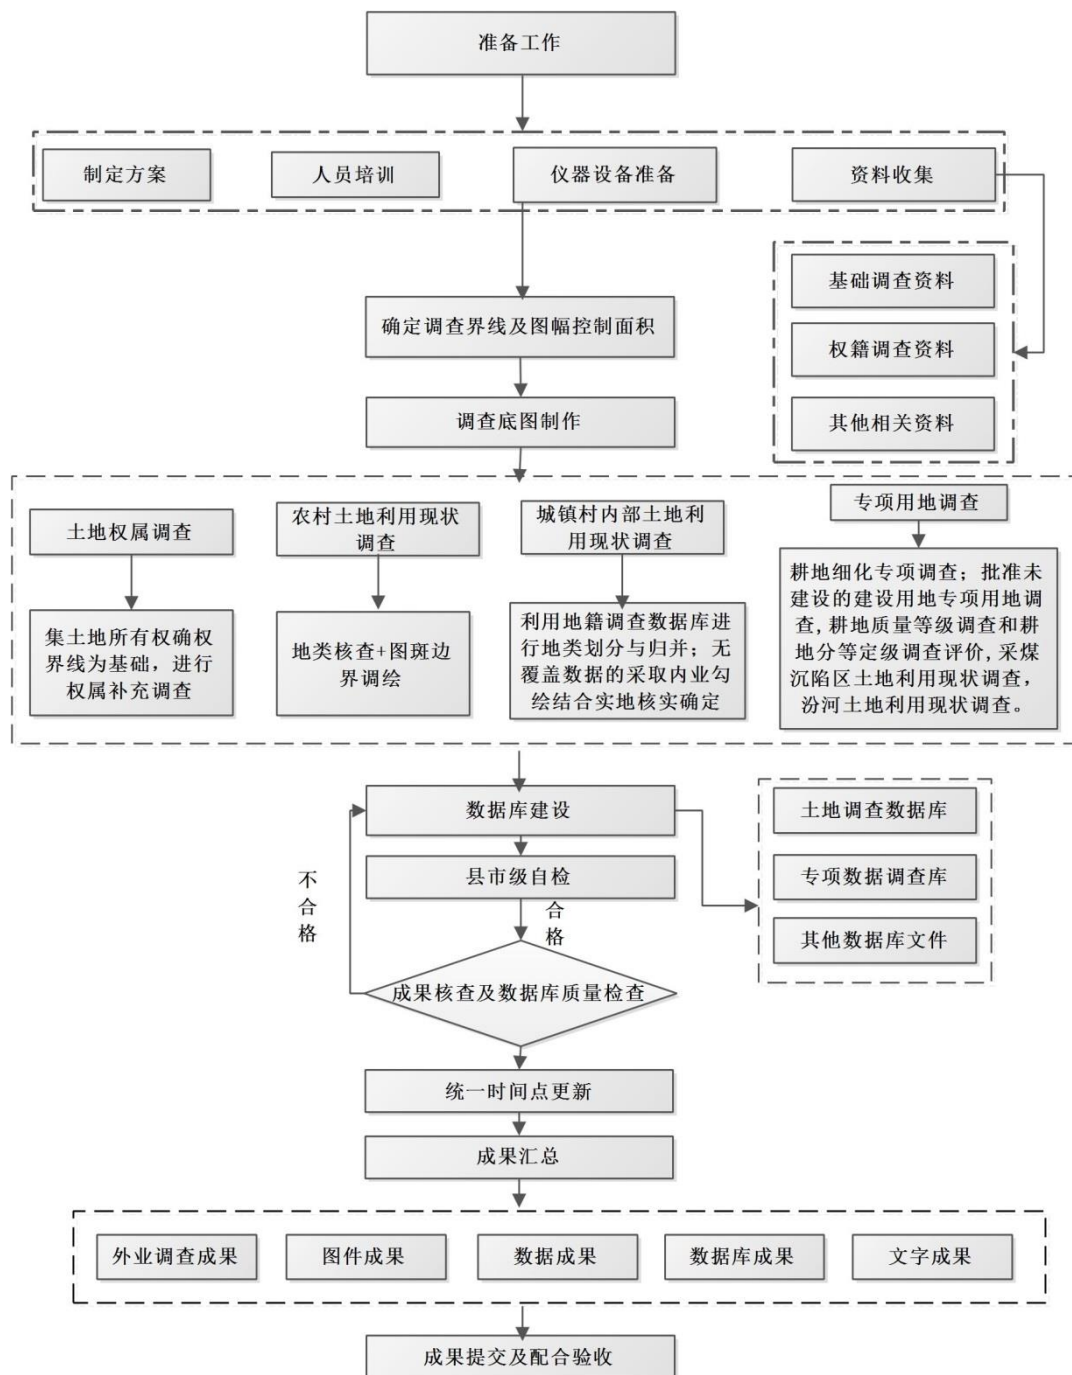 准备工作
制定方案
人员培训
仪器设备准备
资料收集
基础调查资料
权籍调查资料
其他相关资料
确定调查界线及图幅控制面积
调查底图制作
土地权属调查
集土地所有权确权
界线为基础，进行
权属补充调查
农村土地利用现状
调查
地类核查+图斑边
界调绘
城镇村内部土地利
用现状调查
利用地籍调查数据库进
行地类划分与归并；无
覆盖数据的采取内业勾
绘结合实地核实确定
专项用地调查
耕地细化专项调查；批准未
建设的建设用地专项用地调
查,耕地质量等级调查和耕
地分等定级调查评价,采煤
沉陷区土地利用现状调查，
汾河土地利用现状调查。
数据库建设
土地调查数据库
专项数据调查库
其他数据库文件
县市级自检
不
合
格
合
格
成果核查及数据库质量检查
统一时间点更新
成果汇总
外业调查成果
图件成果
数据成果
数据库成果
文字成果
成果提交及配合验收